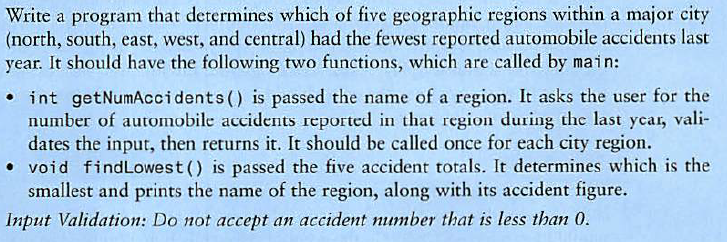 Write a program that determines which of five geographic regions within a major city
(north, south, east, west, and central) had the fewest reported automobile accidents last
year. It should have the following two functions, which are called by main:
• int getNumAccidents() is passed the name of a region. It asks the user for the
number of automobile accidents reported in that region during the last year, vali-
dates the input, then returns it. It should be called once for each city region.
• void findLowest() is passed the five accident totals. It determines which is the
smallest and prints the name of the region, along with its accident figure.
Input Validation: Do not accept an accident number that is less than 0.